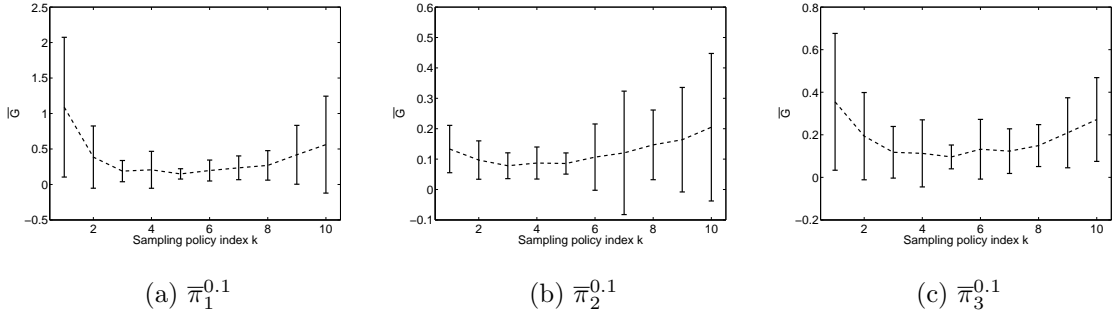 2.5
2
1.5
1
0.5
0
−0.5
G̅
2 4 6 8 10
Sampling policy index k
(a) π̅₁^0.1
0.6
0.5
0.4
0.3
0.2
0.1
0
−0.1
G̅
2 4 6 8 10
Sampling policy index k
(b) π̅₂^0.1
0.8
0.6
0.4
0.2
0
−0.2
G̅
2 4 6 8 10
Sampling policy index k
(c) π̅₃^0.1